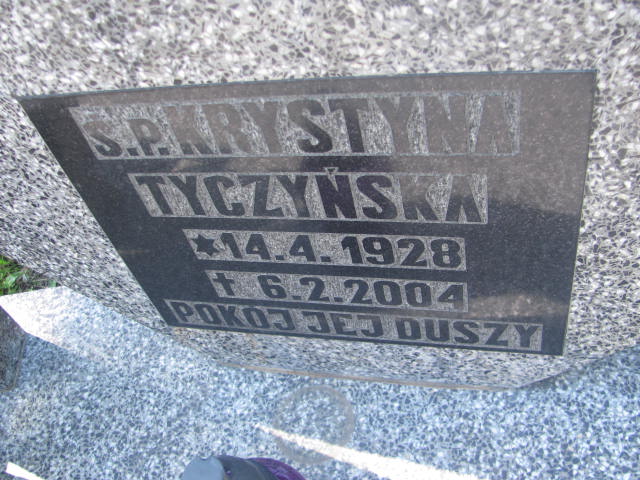 Ś.P. KRYSTYNA
TYCZYŃSKA
★14.4.1928
✝ 6.2.2004
POKÓJ JEJ DUSZY